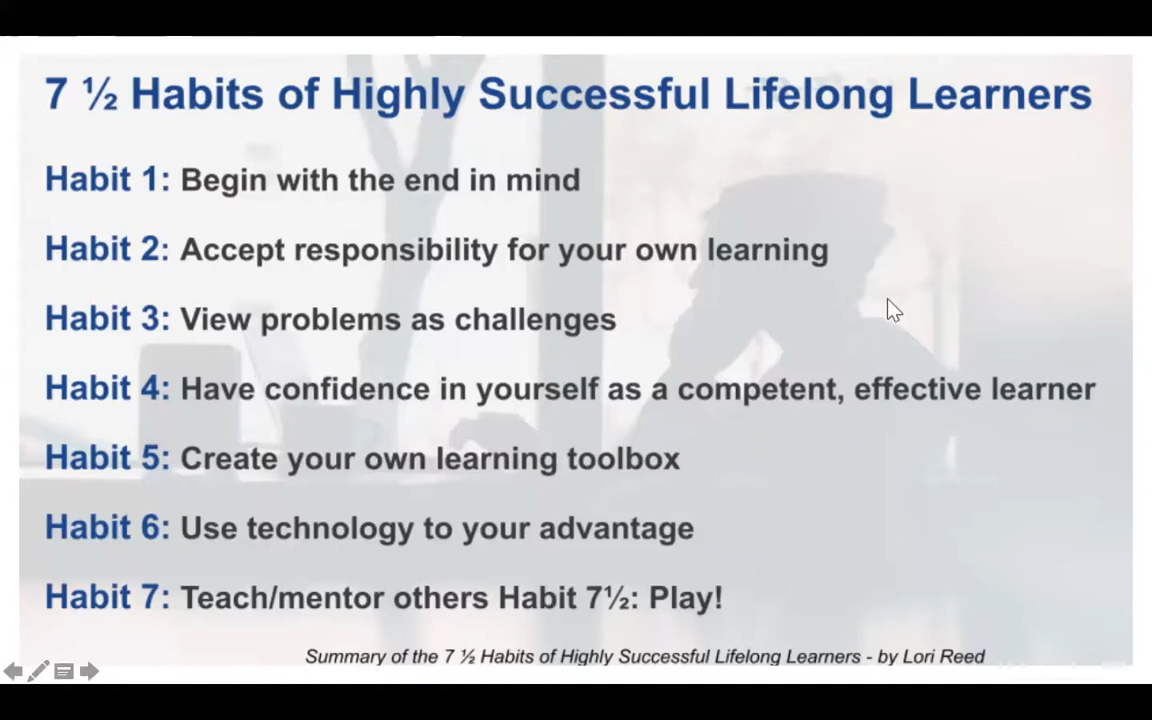 7 ½ Habits of Highly Successful Lifelong Learners
Habit 1: Begin with the end in mind
Habit 2: Accept responsibility for your own learning
Habit 3: View problems as challenges
Habit 4: Have confidence in yourself as a competent, effective learner
Habit 5: Create your own learning toolbox
Habit 6: Use technology to your advantage
Habit 7: Teach/mentor others Habit 7½: Play!
Summary of the 7 ½ Habits of Highly Successful Lifelong Learners - by Lori Reed